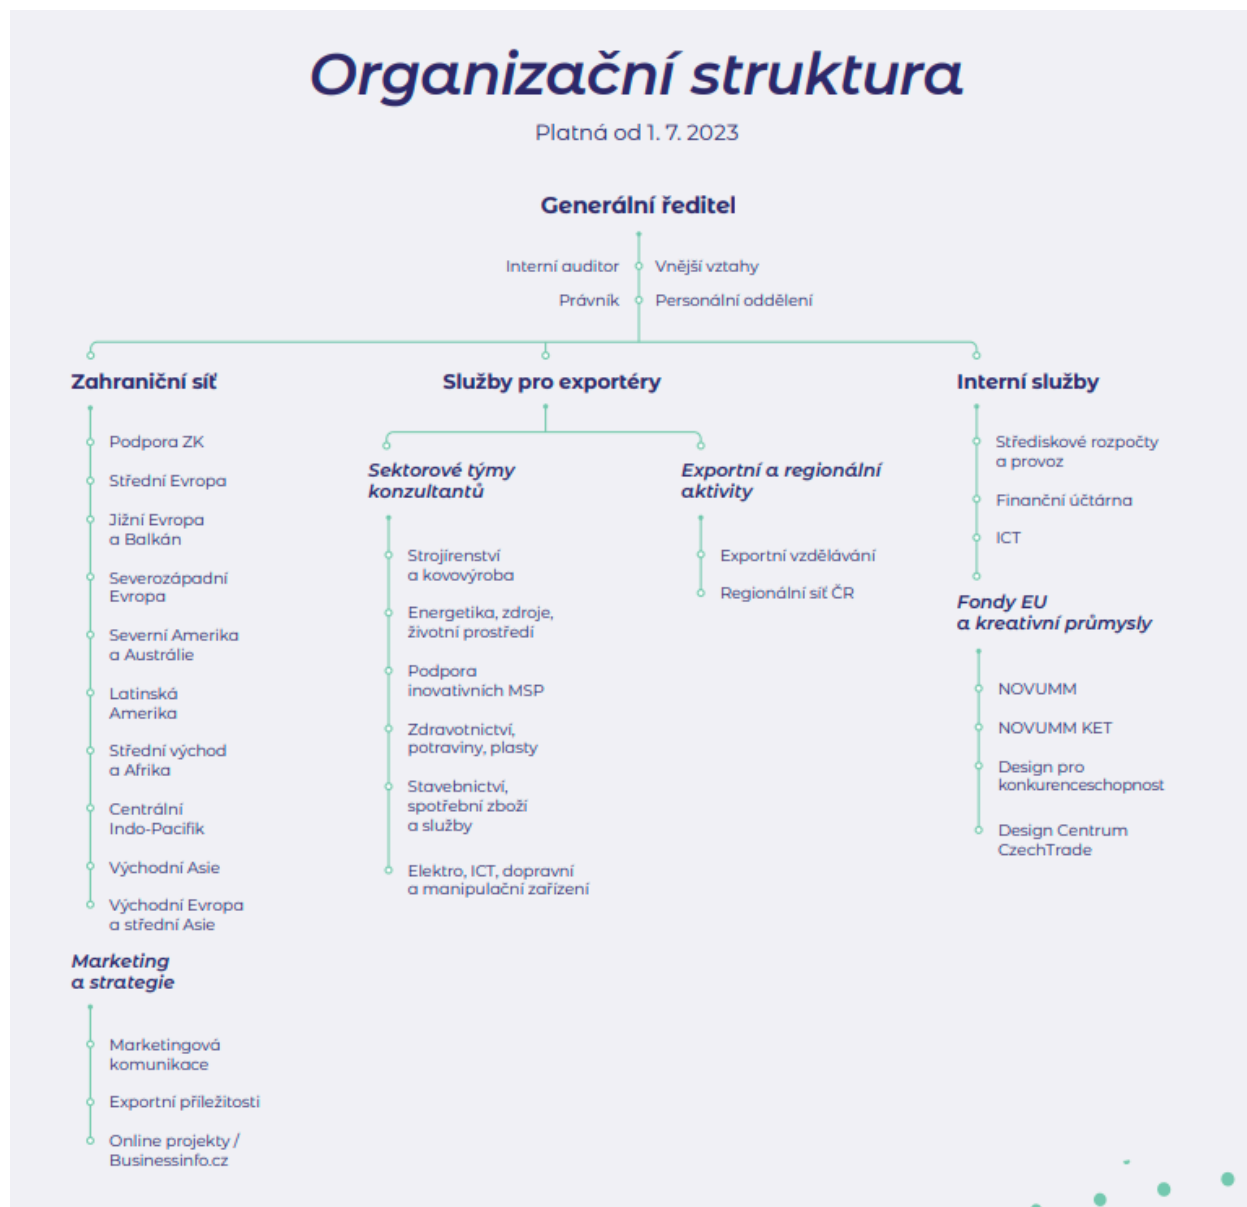 Organizační struktura
Platná od 1. 7. 2023
Generální ředitel
Interní auditor
Vnější vztahy
Právník
Personální oddělení
Zahraniční síť
Podpora ZK
Střední Evropa
Jižní Evropa
a Balkán
Severozápadní
Evropa
Severní Amerika
a Austrálie
Latinská
Amerika
Střední východ
a Afrika
Centrální
Indo-Pacifik
Východní Asie
Východní Evropa
a střední Asie
Marketing
a strategie
Marketingová
komunikace
Exportní příležitosti
Online projekty /
Businessinfo.cz
Služby pro exportéry
Sektorové týmy
konzultantů
Strojírenství
a kovovýroba
Energetika, zdroje,
životní prostředí
Podpora
inovativních MSP
Zdravotnictví,
potraviny, plasty
Stavebnictví,
spotřební zboží
a služby
Elektro, ICT, dopravní
a manipulační zařízení
Exportní a regionální
aktivity
Exportní vzdělávání
Regionální síť ČR
Interní služby
Střediskové rozpočty
a provoz
Finanční účtárna
ICT
Fondy EU
a kreativní průmysly
NOVUMM
NOVUMM KET
Design pro
konkurenceschopnost
Design Centrum
CzechTrade